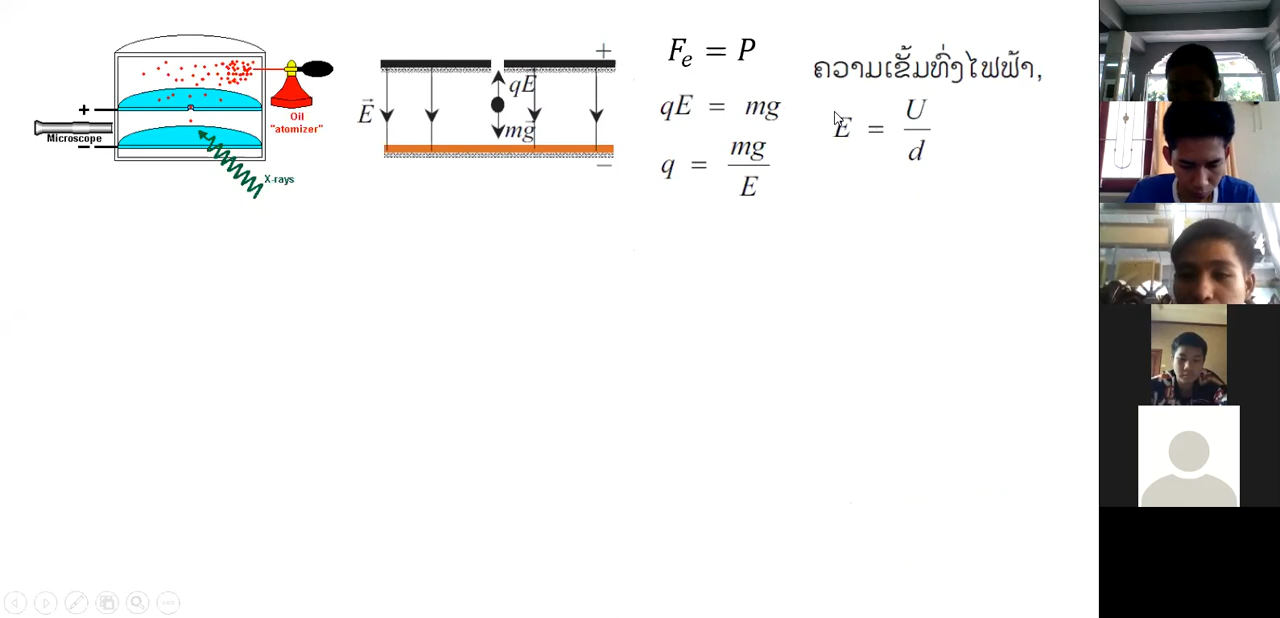 +
−
Microscope
Oil
"atomizer"
X-rays
+
E
qE
mg
−
Fₑ = P
qE = mg
q = mg / E
ຄວາມເຂັ້ມທົ່ງໄຟຟ້າ,
E = U / d